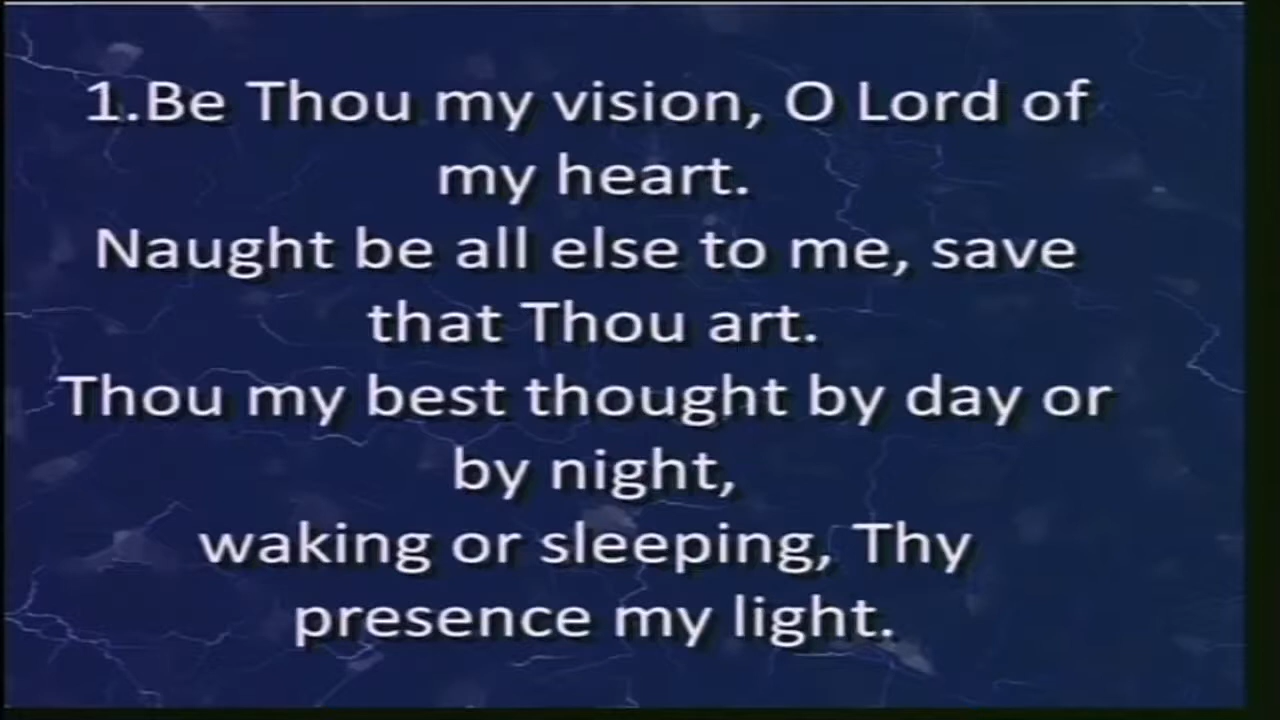 1.Be Thou my vision, O Lord of
my heart.
Naught be all else to me, save
that Thou art.
Thou my best thought by day or
by night,
waking or sleeping, Thy
presence my light.